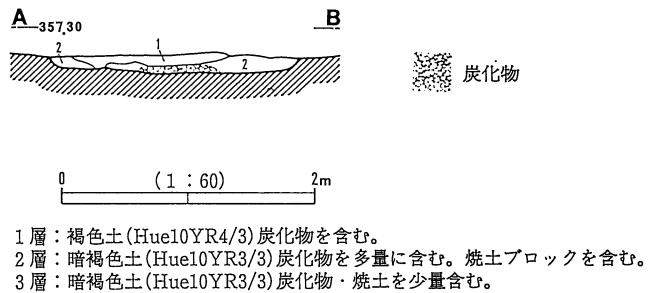 A B
357.30
2 1 2
炭化物
0 (1:60) 2m
1層:褐色土(Hue10YR4/3)炭化物を含む。
2層:暗褐色土(Hue10YR3/3)炭化物を多量に含む。焼土ブロックを含む。
3層:暗褐色土(Hue10YR3/3)炭化物・焼土を少量含む。